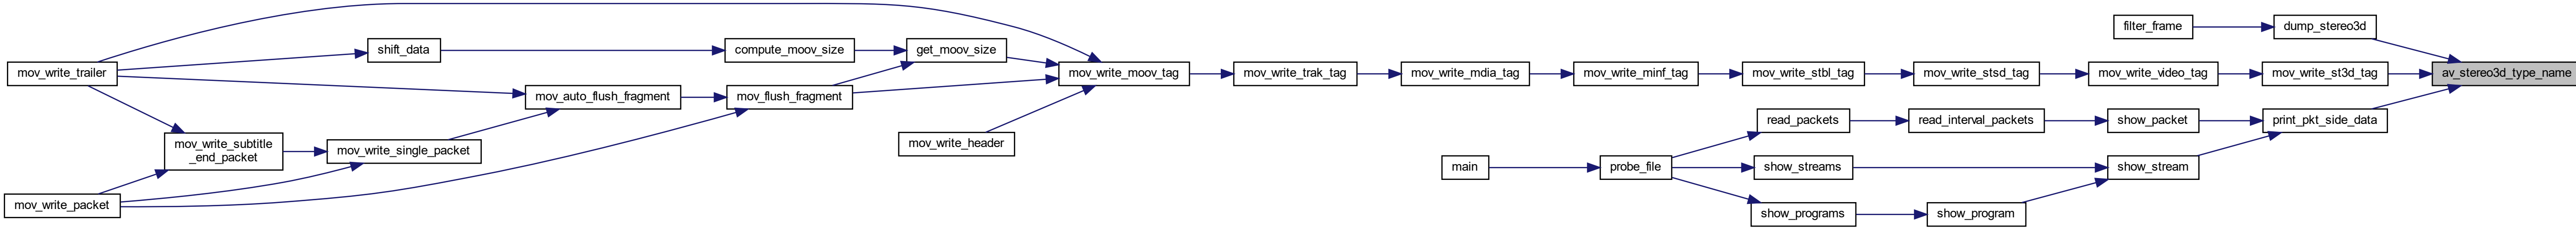 filter_frame
dump_stereo3d
shift_data
compute_moov_size
get_moov_size
mov_write_trailer
mov_write_moov_tag
mov_write_trak_tag
mov_write_mdia_tag
mov_write_minf_tag
mov_write_stbl_tag
mov_write_stsd_tag
mov_write_video_tag
mov_write_st3d_tag
av_stereo3d_type_name
mov_auto_flush_fragment
mov_flush_fragment
read_packets
read_interval_packets
show_packet
print_pkt_side_data
mov_write_header
mov_write_subtitle
_end_packet
mov_write_single_packet
main
probe_file
show_streams
show_stream
mov_write_packet
show_programs
show_program